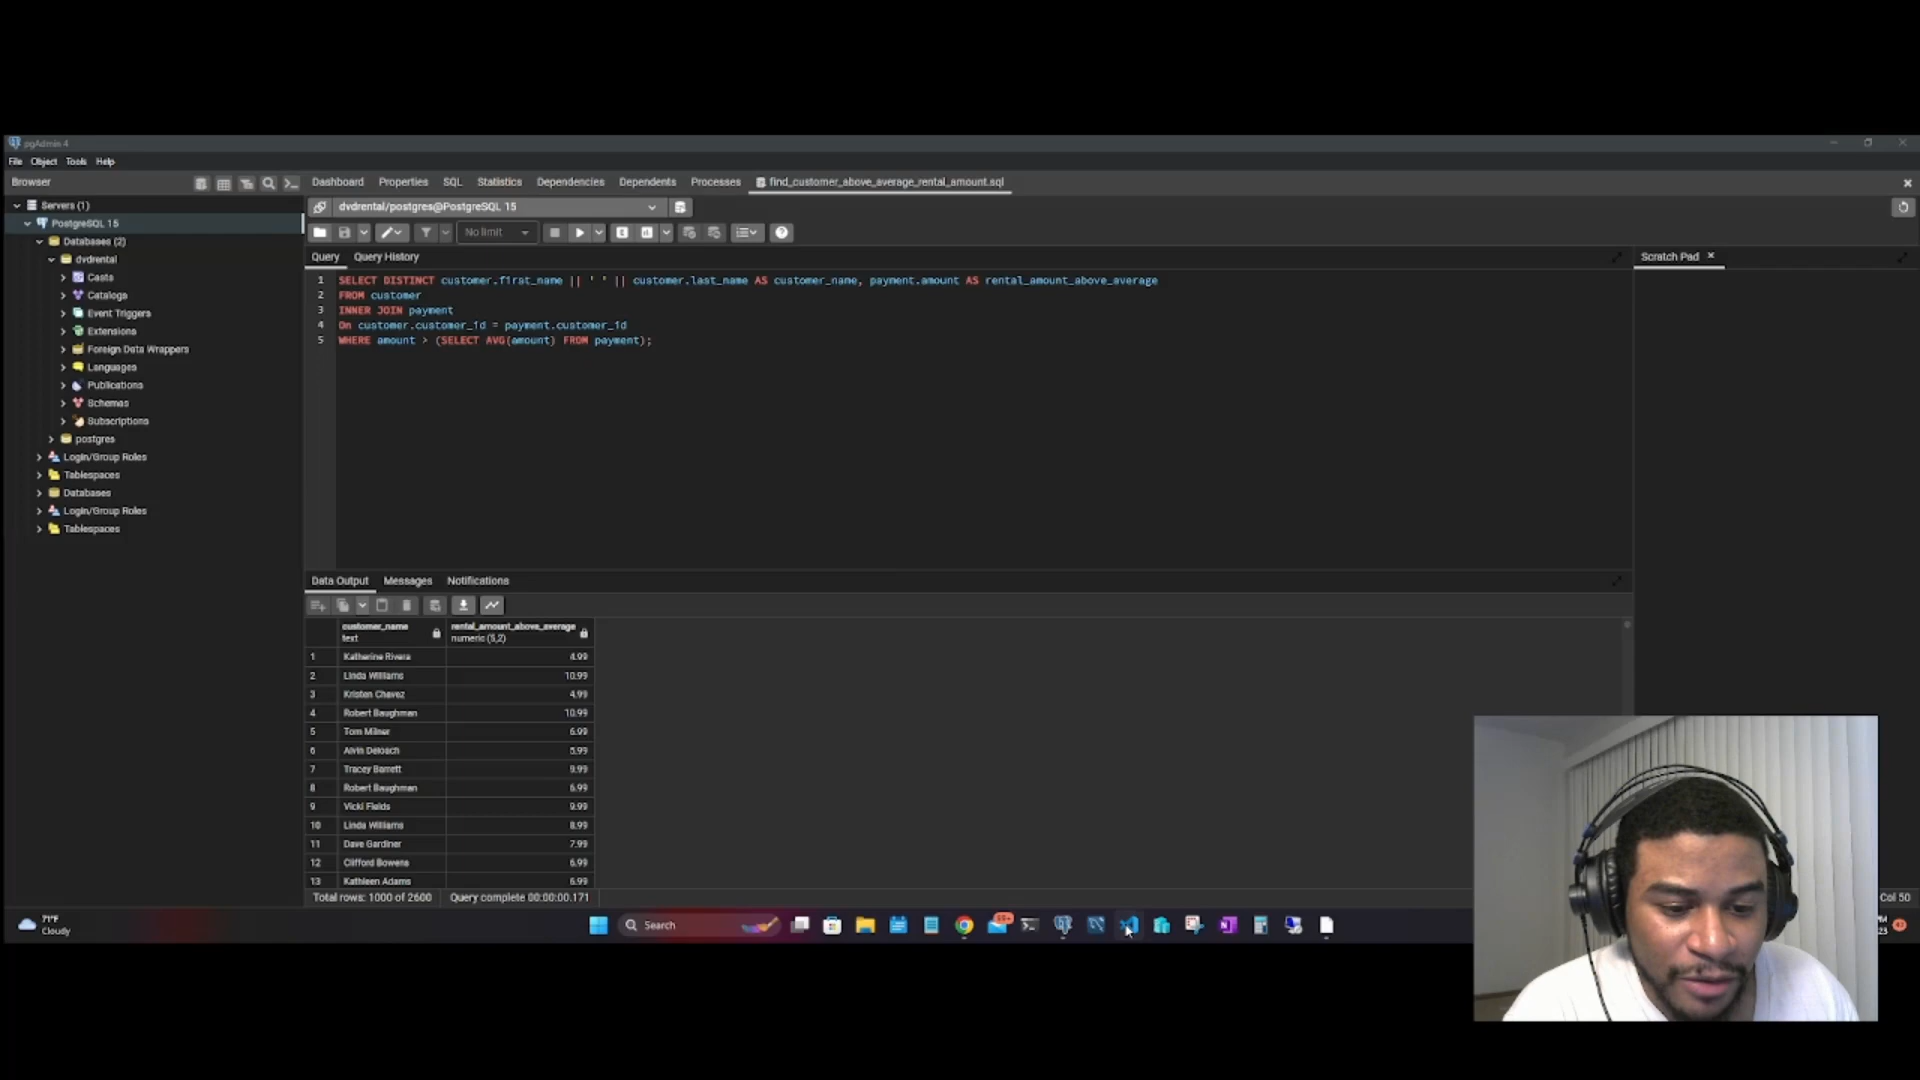 pgAdmin 4
File Object Tools Help
Browser
Dashboard Properties SQL Statistics Dependencies Dependents Processes find_customer_above_average_rental_amount.sql
Servers (1)
PostgreSQL 15
Databases (2)
dvdrental
Casts
Catalogs
Event Triggers
Extensions
Foreign Data Wrappers
Languages
Publications
Schemas
Subscriptions
postgres
Login/Group Roles
Tablespaces
Databases
Login/Group Roles
Tablespaces
dvdrental/postgres@PostgreSQL 15
No limit
Query Query History
Scratch Pad
1 SELECT DISTINCT customer.first_name || ' ' || customer.last_name AS customer_name, payment.amount AS rental_amount_above_average
2 FROM customer
3 INNER JOIN payment
4 On customer.customer_id = payment.customer_id
5 WHERE amount > (SELECT AVG(amount) FROM payment);
Data Output Messages Notifications
customer_name rental_amount_above_average
text numeric (5,2)
1 Katherine Rivera 4.99
2 Linda Williams 10.99
3 Kristen Chavez 4.99
4 Robert Baughman 10.99
5 Tom Milner 6.99
6 Alvin Deloach 5.99
7 Tracey Barrett 9.99
8 Robert Baughman 6.99
9 Vicki Fields 9.99
10 Linda Williams 8.99
11 Dave Gardiner 7.99
12 Clifford Bowens 6.99
13 Kathleen Adams 6.99
Total rows: 1000 of 2600 Query complete 00:00:00.171
Col 50
71°F
Cloudy
Search
99+